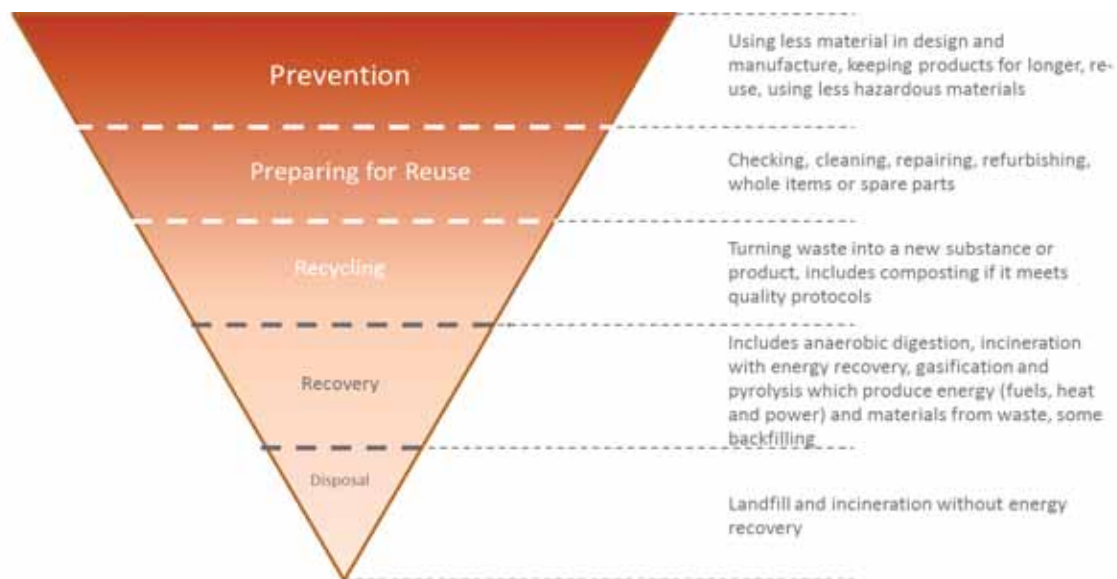 Prevention
Using less material in design and
manufacture, keeping products for longer, re-
use, using less hazardous materials
Preparing for Reuse
Checking, cleaning, repairing, refurbishing,
whole items or spare parts
Recycling
Turning waste into a new substance or
product, includes composting if it meets
quality protocols
Recovery
Includes anaerobic digestion, incineration
with energy recovery, gasification and
pyrolysis which produce energy (fuels, heat
and power) and materials from waste, some
backfilling
Disposal
Landfill and incineration without energy
recovery